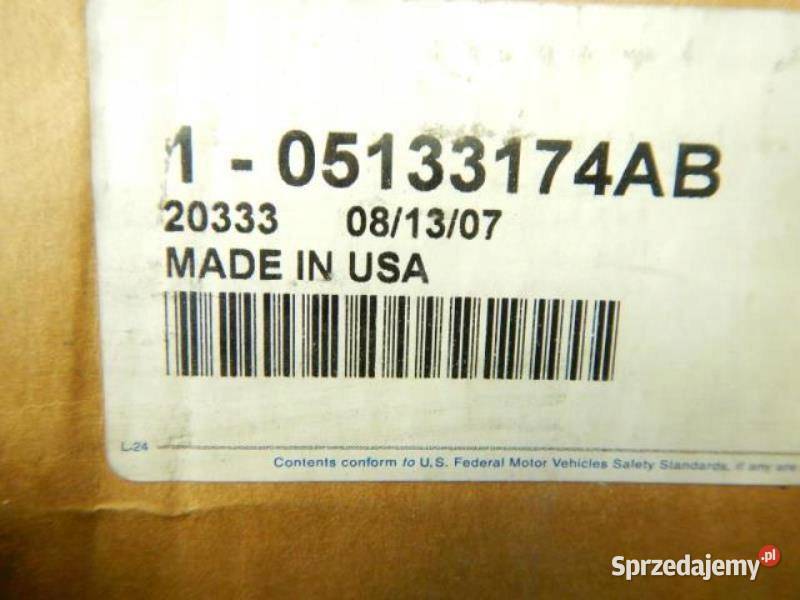 1 - 05133174AB
20333 08/13/07
MADE IN USA
L-24
Contents conform to U.S. Federal Motor Vehicles Safety Standards, if any are
Sprzedajemy.pl